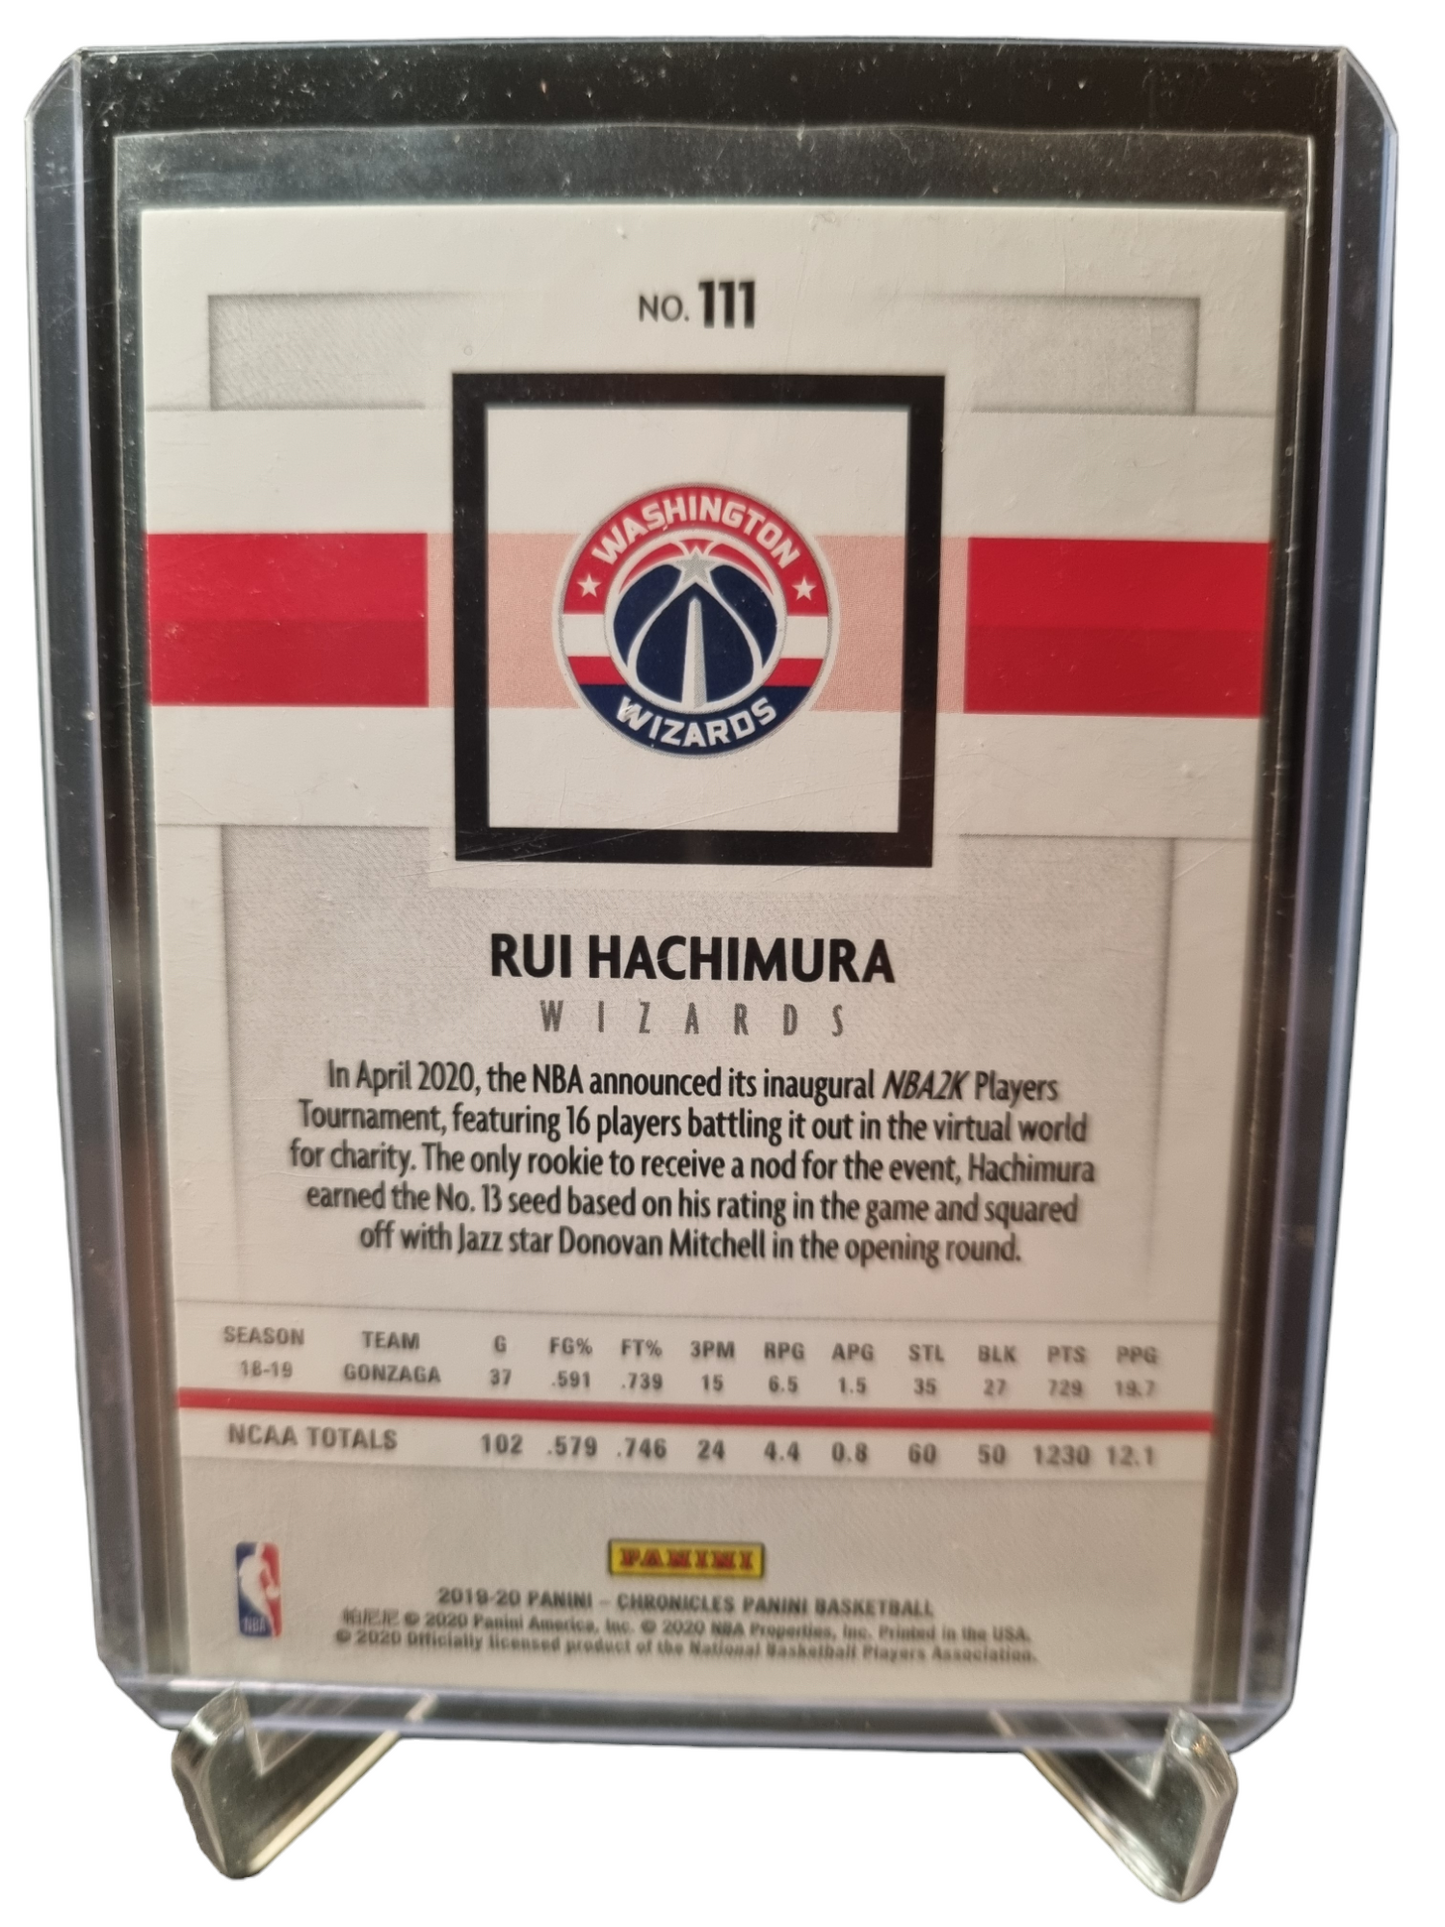 NO. 111
WASHINGTON
WIZARDS
RUI HACHIMURA
WIZARDS
In April 2020, the NBA announced its inaugural NBA2K Players
Tournament, featuring 16 players battling it out in the virtual world
for charity. The only rookie to receive a nod for the event, Hachimura
earned the No. 13 seed based on his rating in the game and squared
off with Jazz star Donovan Mitchell in the opening round.
SEASON TEAM G FG% FT% 3PM RPG APG STL BLK PTS PPG
18-19 GONZAGA 37 .591 .739 15 6.5 1.5 35 27 729 19.7
NCAA TOTALS 102 .579 .746 24 4.4 0.8 60 50 1230 12.1
PANINI
NBA
2019-20 PANINI – CHRONICLES PANINI BASKETBALL
帕尼尼 © 2020 Panini America, Inc. © 2020 NBA Properties, Inc. Printed in the USA.
© 2020 Officially licensed product of the National Basketball Players Association.